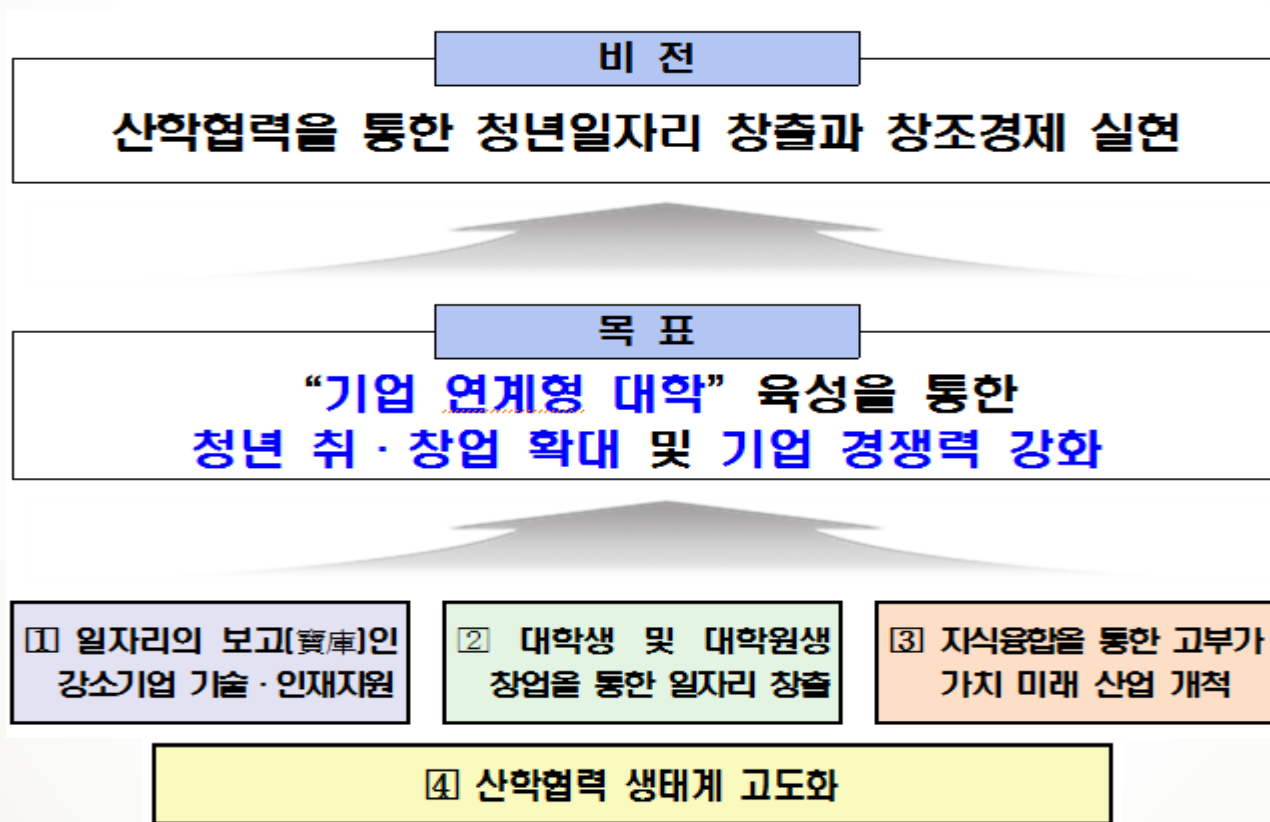 비 전
산학협력을 통한 청년일자리 창출과 창조경제 실현
목 표
“기업 연계형 대학” 육성을 통한
청년 취 · 창업 확대 및 기업 경쟁력 강화
1 일자리의 보고(寶庫)인
강소기업 기술 · 인재지원
2 대학생 및 대학원생
창업을 통한 일자리 창출
3 지식융합을 통한 고부가
가치 미래 산업 개척
4 산학협력 생태계 고도화